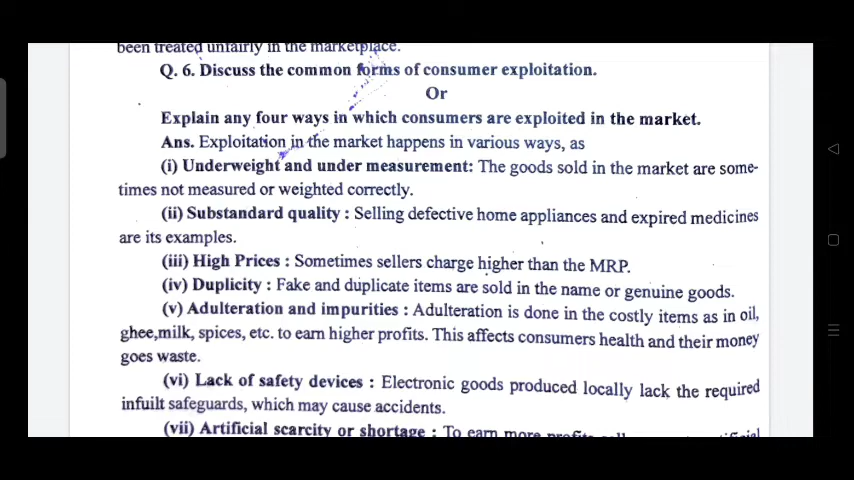 been treated unfairly in the marketplace.
Q. 6. Discuss the common forms of consumer exploitation.
Or
Explain any four ways in which consumers are exploited in the market.
Ans. Exploitation in the market happens in various ways, as
(i) Underweight and under measurement: The goods sold in the market are some-
times not measured or weighted correctly.
(ii) Substandard quality : Selling defective home appliances and expired medicines
are its examples.
(iii) High Prices : Sometimes sellers charge higher than the MRP.
(iv) Duplicity : Fake and duplicate items are sold in the name or genuine goods.
(v) Adulteration and impurities : Adulteration is done in the costly items as in oil,
ghee,milk, spices, etc. to earn higher profits. This affects consumers health and their money
goes waste.
(vi) Lack of safety devices : Electronic goods produced locally lack the required
infuilt safeguards, which may cause accidents.
(vii) Artificial scarcity or shortage : To earn more